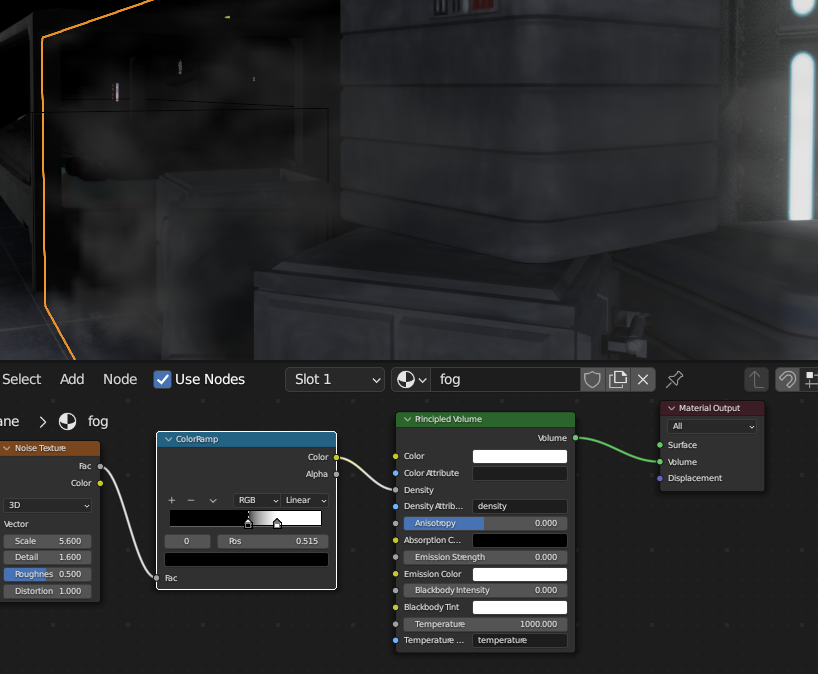 Select Add Node Use Nodes Slot 1 fog
ane > fog
Noise Texture
Fac
Color
3D
Vector
Scale 5.600
Detail 1.600
Roughnes 0.500
Distortion 1.000
ColorRamp
Color
Alpha
+ − RGB Linear
0 Pos 0.515
Fac
Principled Volume
Volume
Color
Color Attribute
Density
Density Attrib... density
Anisotropy 0.000
Absorption C...
Emission Strength 0.000
Emission Color
Blackbody Intensity 0.000
Blackbody Tint
Temperature 1000.000
Temperature ... temperature
Material Output
All
Surface
Volume
Displacement